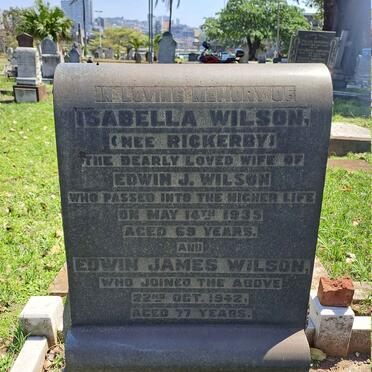 IN LOVING MEMORY OF
ISABELLA WILSON,
(NEE RICKERBY)
THE DEARLY LOVED WIFE OF
EDWIN J. WILSON
WHO PASSED INTO THE HIGHER LIFE
ON MAY 14TH 1935
AGED 69 YEARS.
AND
EDWIN JAMES WILSON,
WHO JOINED THE ABOVE
22ND OCT. 1942,
AGED 77 YEARS.